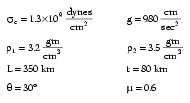 σc = 1.3×10⁹ dynes/cm²
g = 980 cm/sec²
ρ1 = 3.2 gm/cm³
ρ2 = 3.5 gm/cm³
L = 350 km
t = 80 km
θ = 30°
μ = 0.6